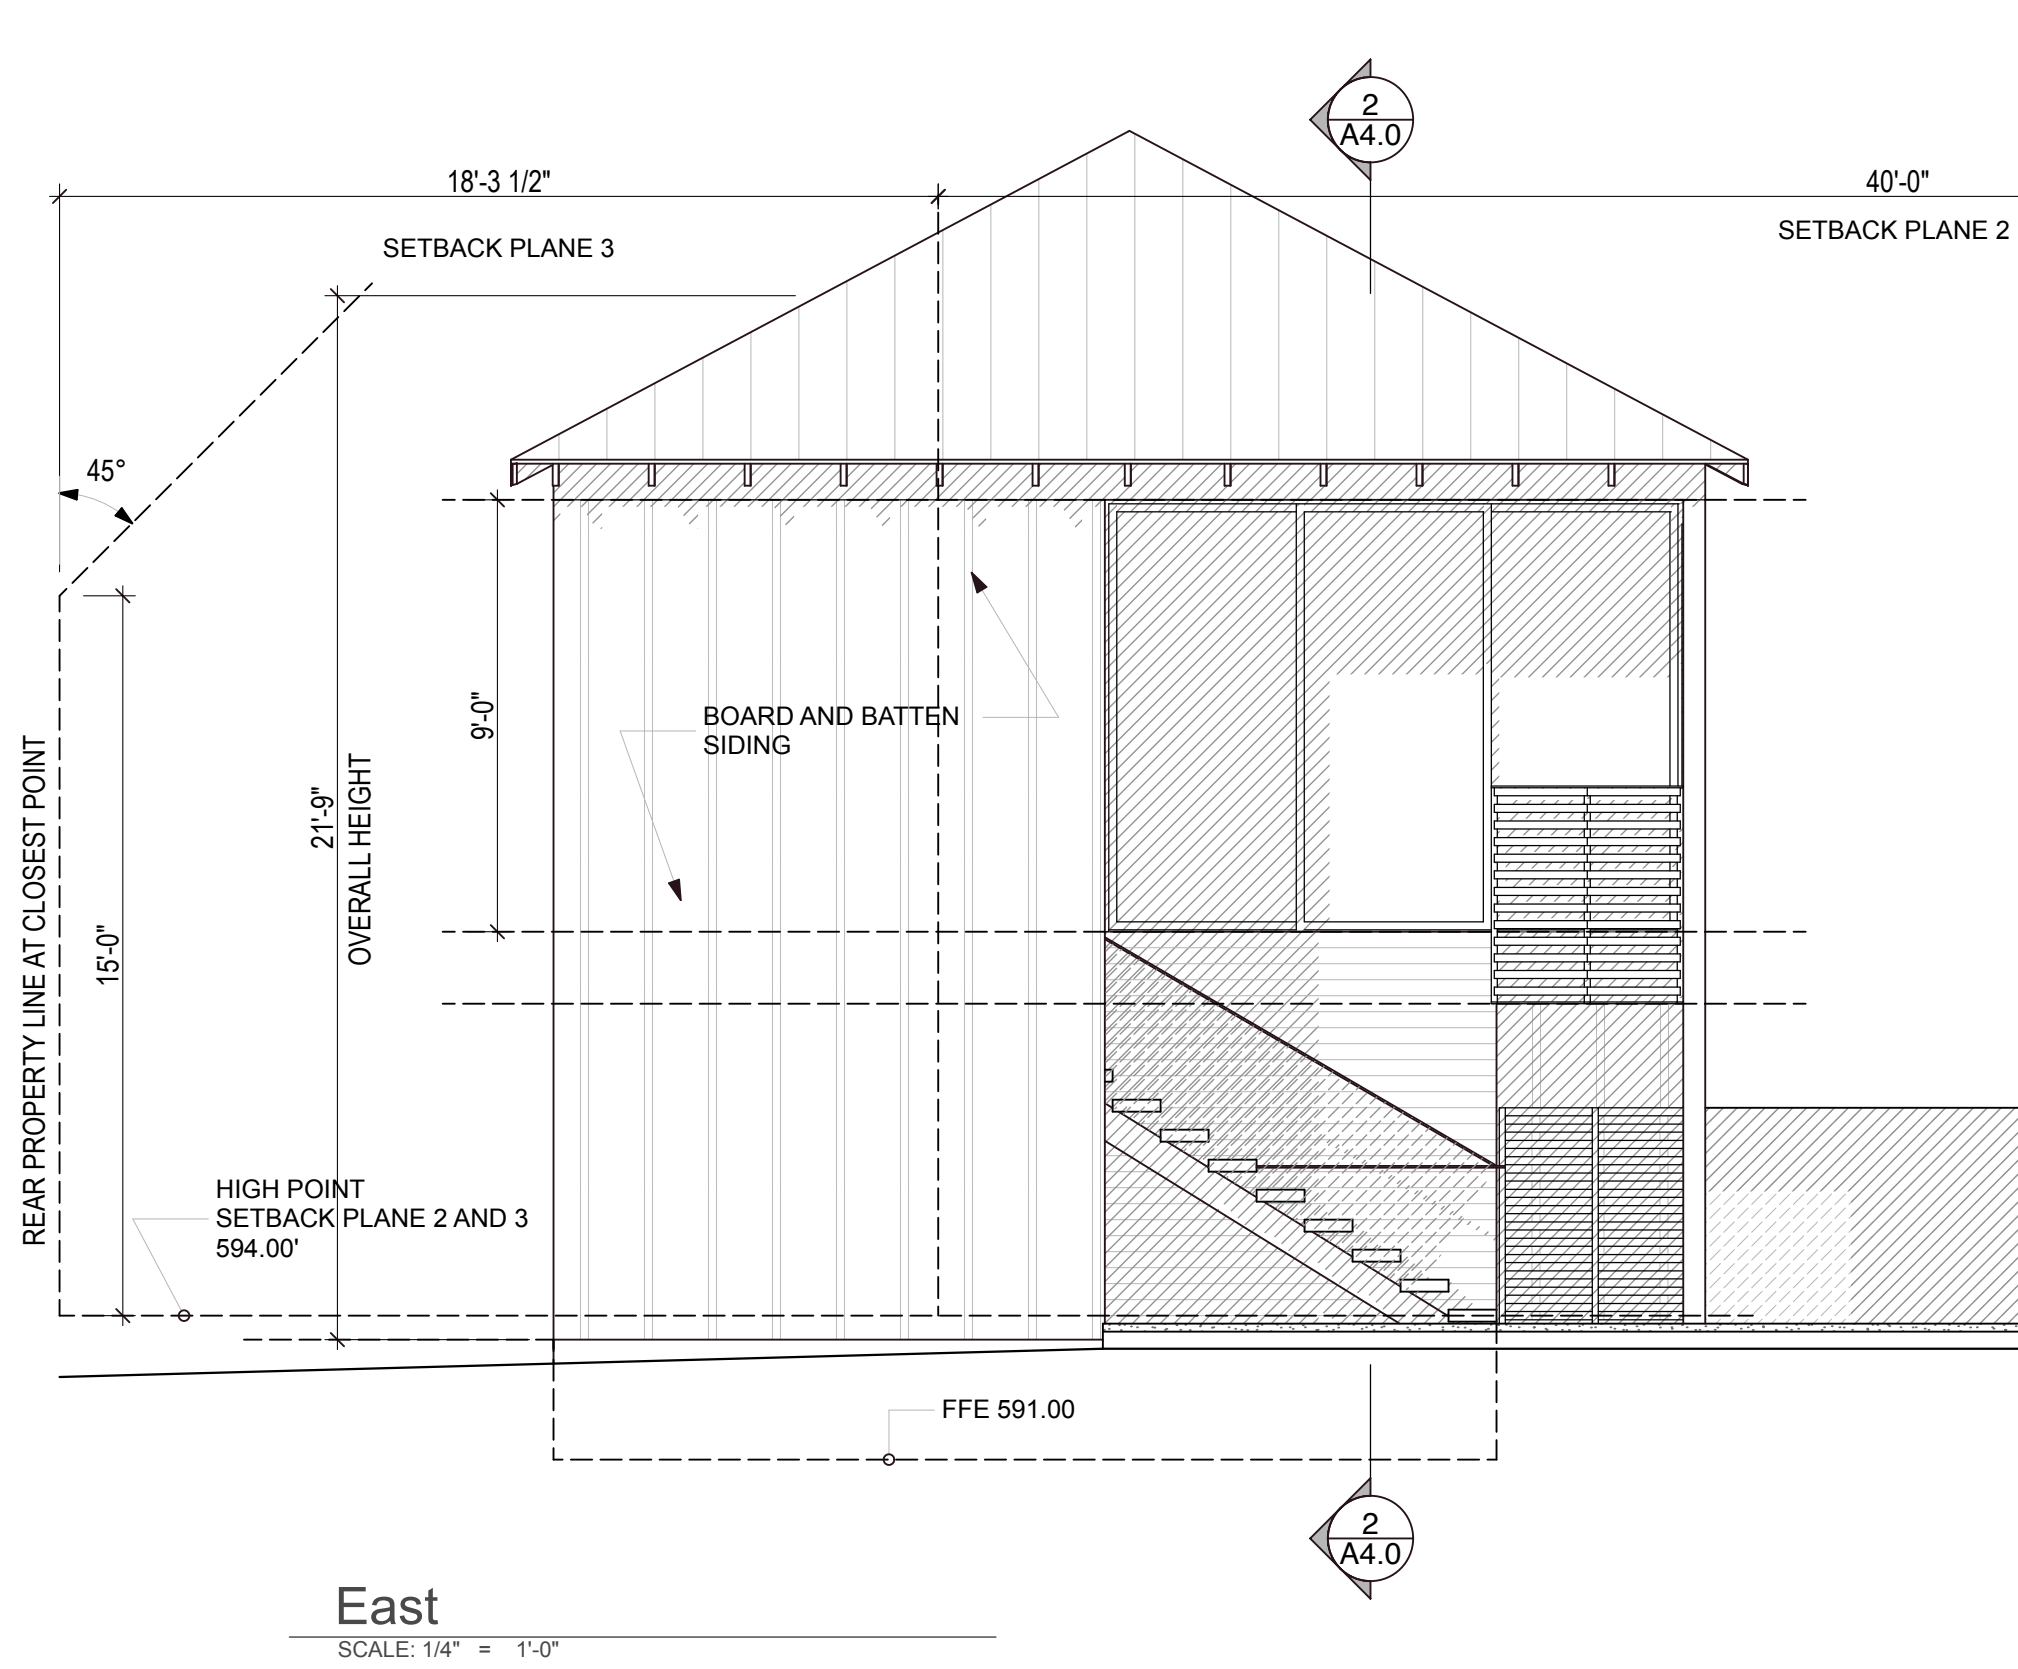 2
A4.0
18'-3 1/2"
40'-0"
SETBACK PLANE 3
SETBACK PLANE 2
45°
9'-0"
BOARD AND BATTEN
SIDING
21'-9"
OVERALL HEIGHT
15'-0"
REAR PROPERTY LINE AT CLOSEST POINT
HIGH POINT
SETBACK PLANE 2 AND 3
594.00'
FFE 591.00
2
A4.0
East
SCALE: 1/4" = 1'-0"